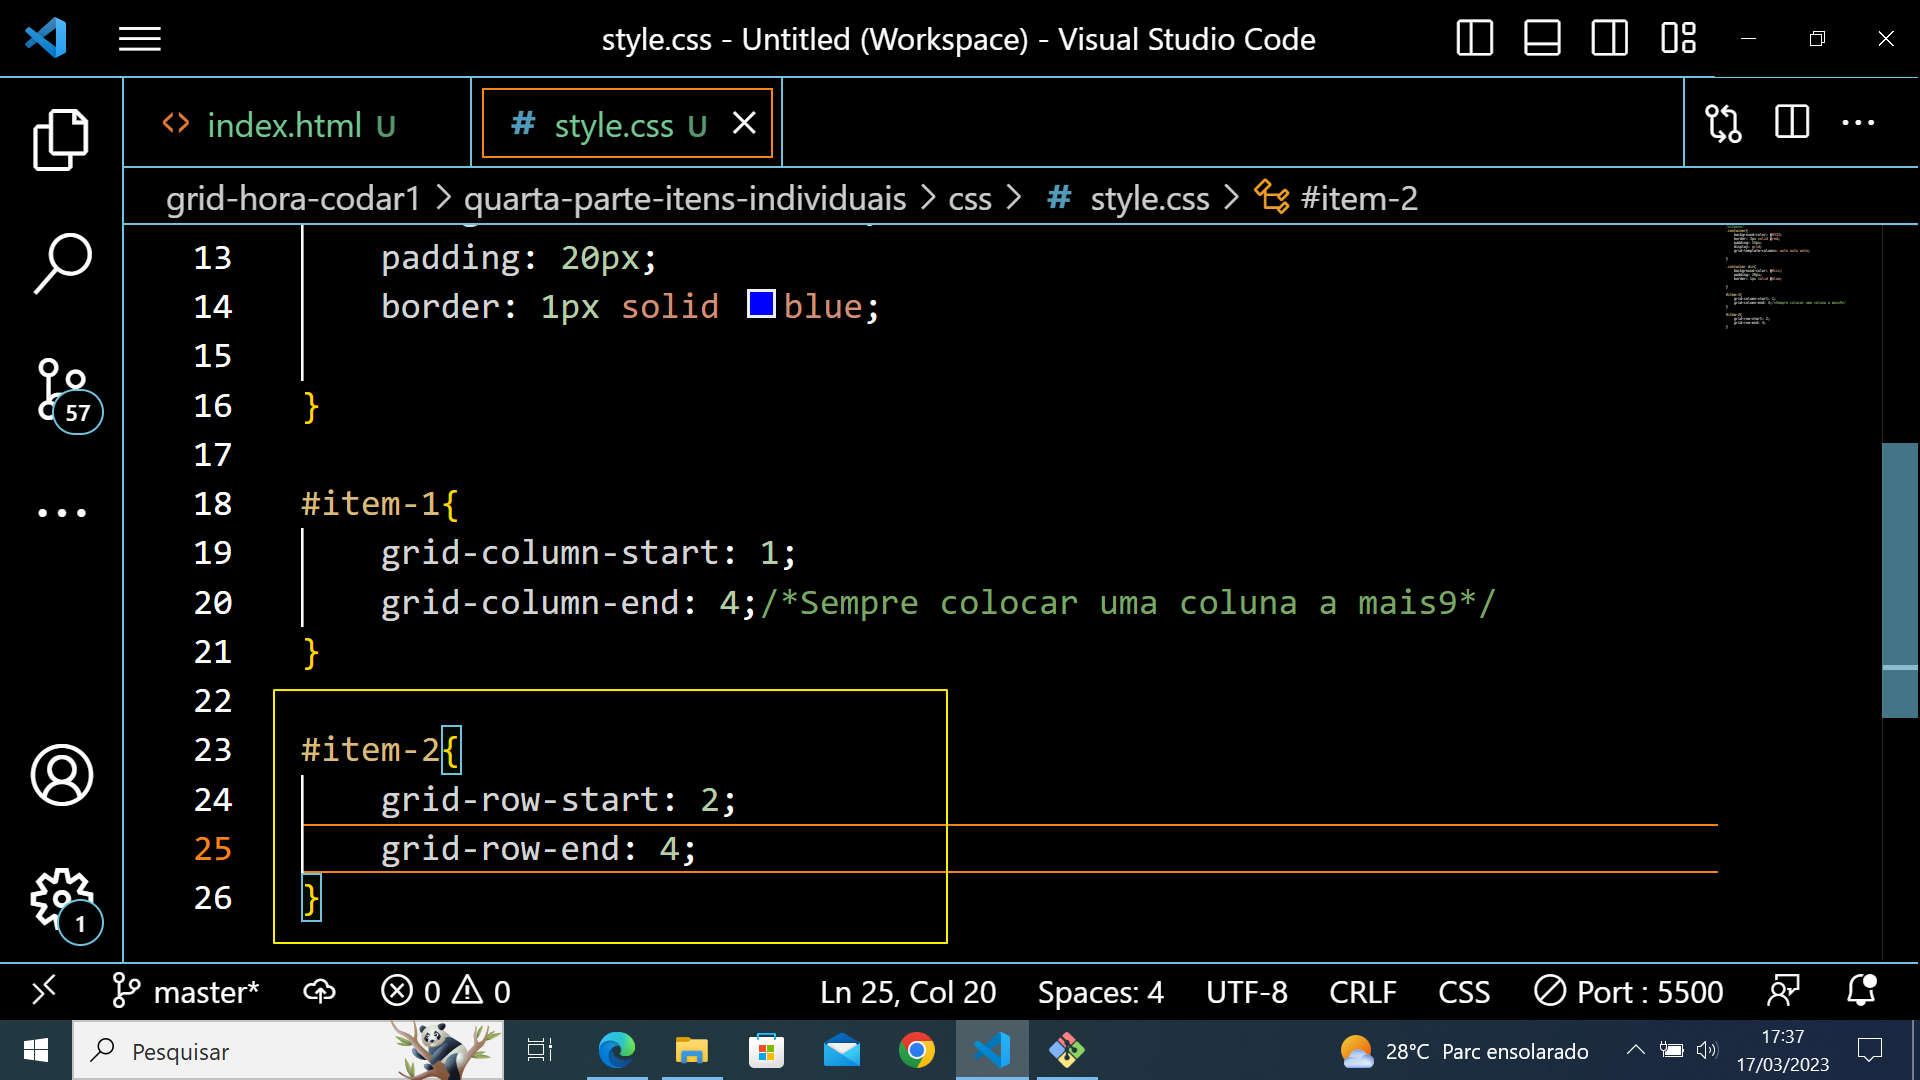 style.css - Untitled (Workspace) - Visual Studio Code
<> index.html U
# style.css U
grid-hora-codar1 > quarta-parte-itens-individuais > css > # style.css > #item-2
13 padding: 20px;
14 border: 1px solid blue;
15
16 }
17
18 #item-1{
19 grid-column-start: 1;
20 grid-column-end: 4;/*Sempre colocar uma coluna a mais9*/
21 }
22
23 #item-2{
24 grid-row-start: 2;
25 grid-row-end: 4;
26 }
57
1
master* 0 0 Ln 25, Col 20 Spaces: 4 UTF-8 CRLF CSS Port : 5500
Pesquisar 28°C Parc ensolarado 17:37
17/03/2023